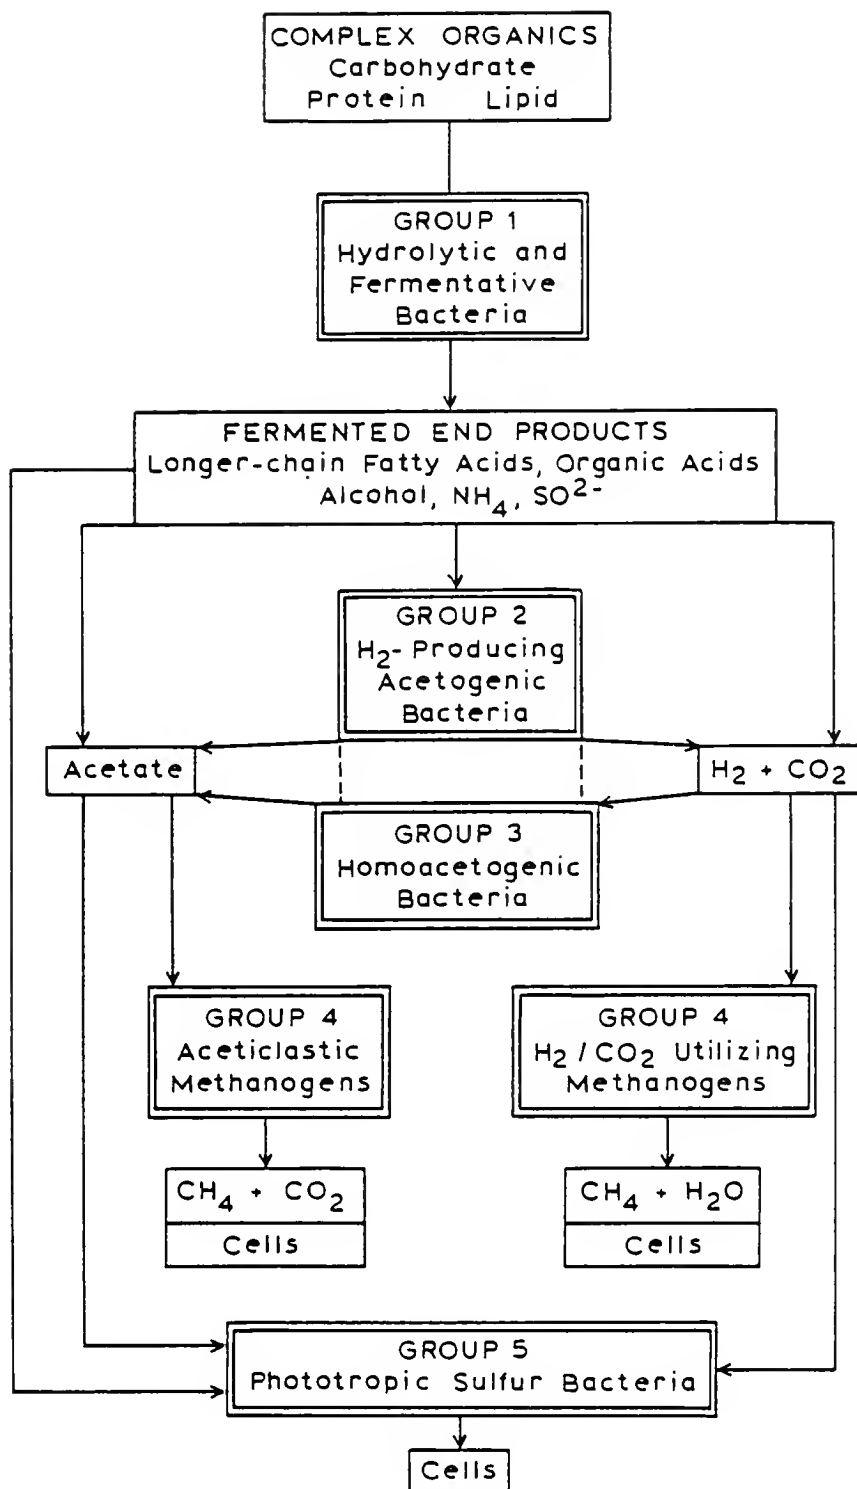 COMPLEX ORGANICS
Carbohydrate
Protein Lipid
GROUP 1
Hydrolytic and
Fermentative
Bacteria
FERMENTED END PRODUCTS
Longer-chain Fatty Acids, Organic Acids
Alcohol, NH₄, SO²⁻
GROUP 2
H₂-Producing
Acetogenic
Bacteria
Acetate
H₂ + CO₂
GROUP 3
Homoacetogenic
Bacteria
GROUP 4
Aceticlastic
Methanogens
GROUP 4
H₂/CO₂ Utilizing
Methanogens
CH₄ + CO₂
Cells
CH₄ + H₂O
Cells
GROUP 5
Phototropic Sulfur Bacteria
Cells